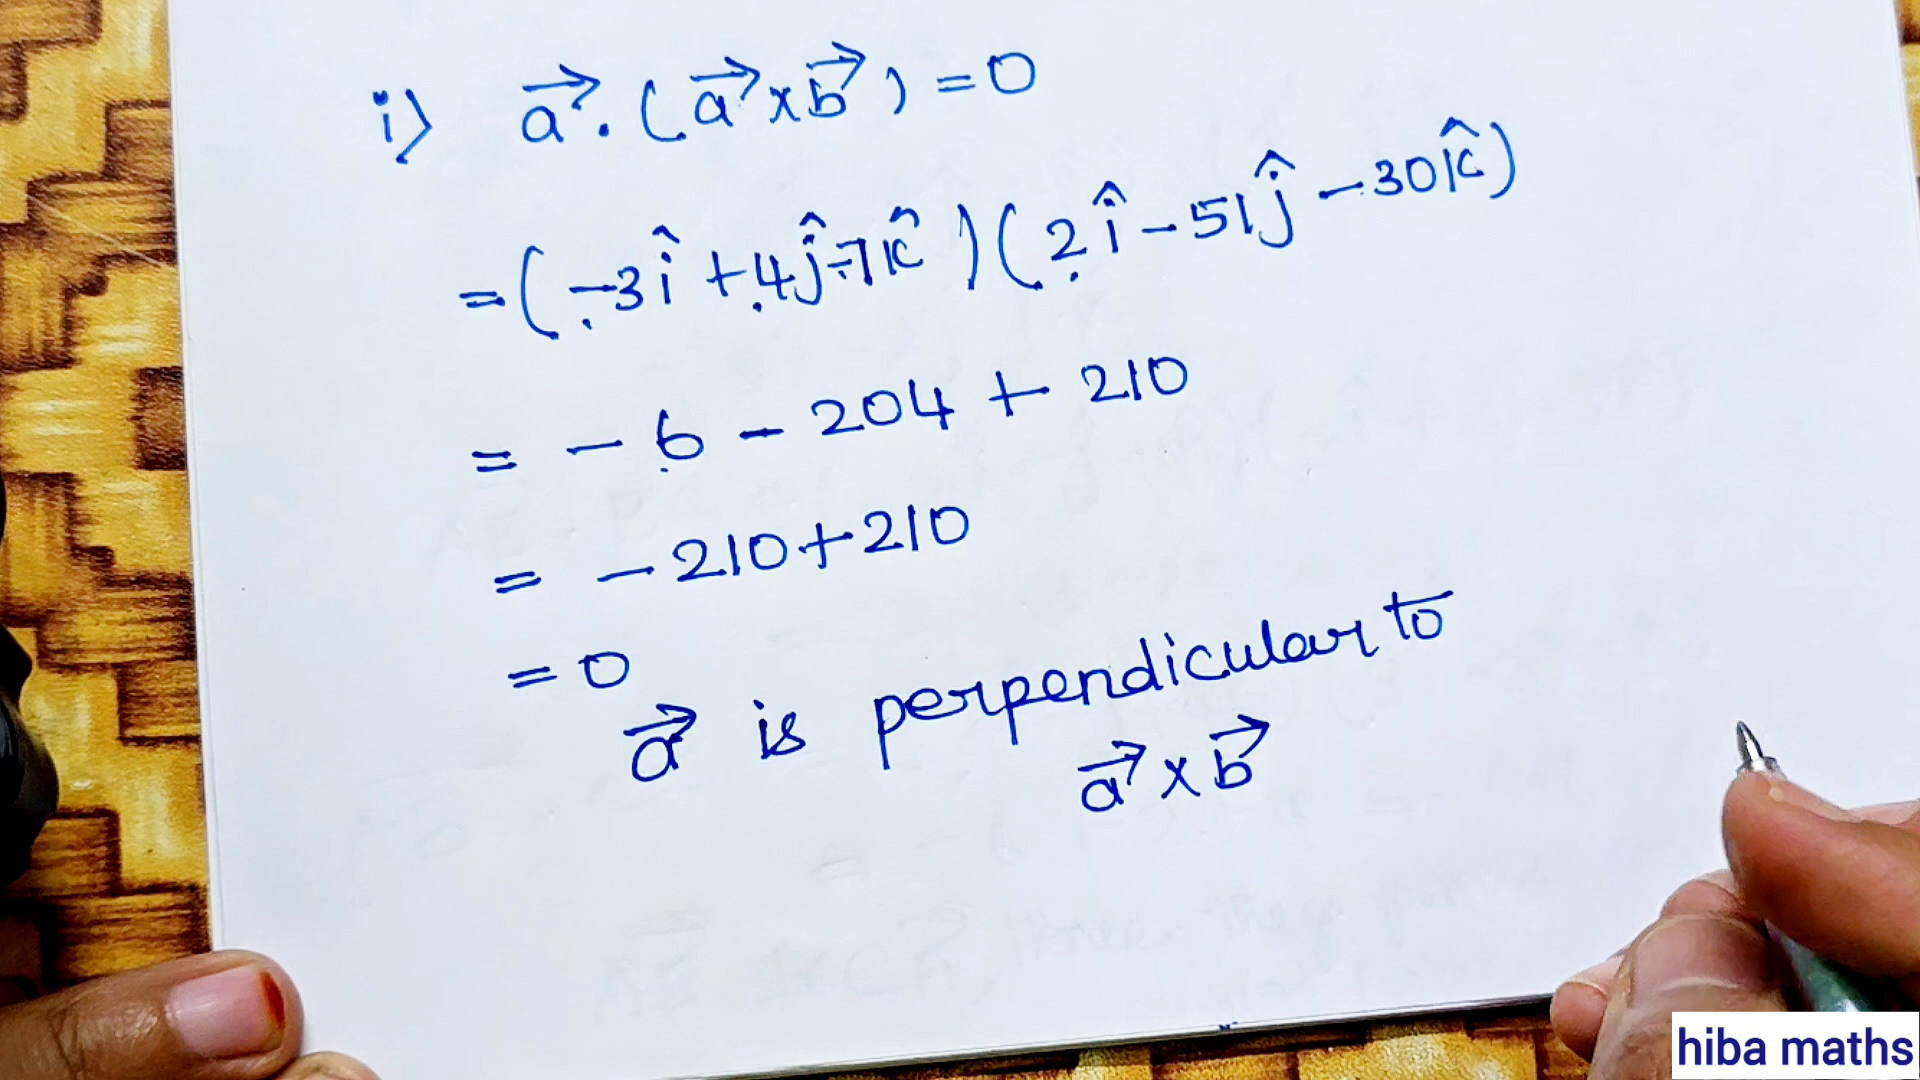 i) a⃗ . (a⃗ × b⃗) = 0
= (-3î + 4ĵ - 7k̂) (2î - 51ĵ - 30k̂)
= - 6 - 204 + 210
= - 210 + 210
= 0
a⃗ is perpendicular to
a⃗ × b⃗
hiba maths